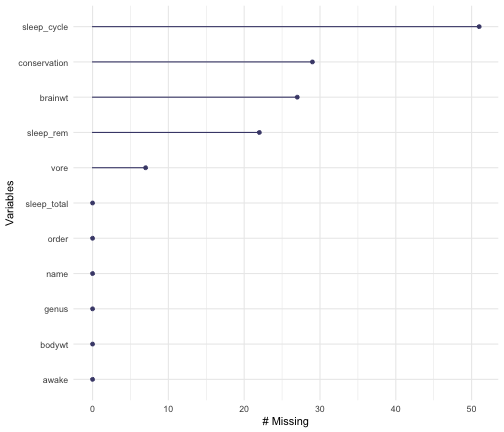 sleep_cycle
conservation
brainwt
sleep_rem
vore
sleep_total
order
name
genus
bodywt
awake
Variables
0 10 20 30 40 50
# Missing